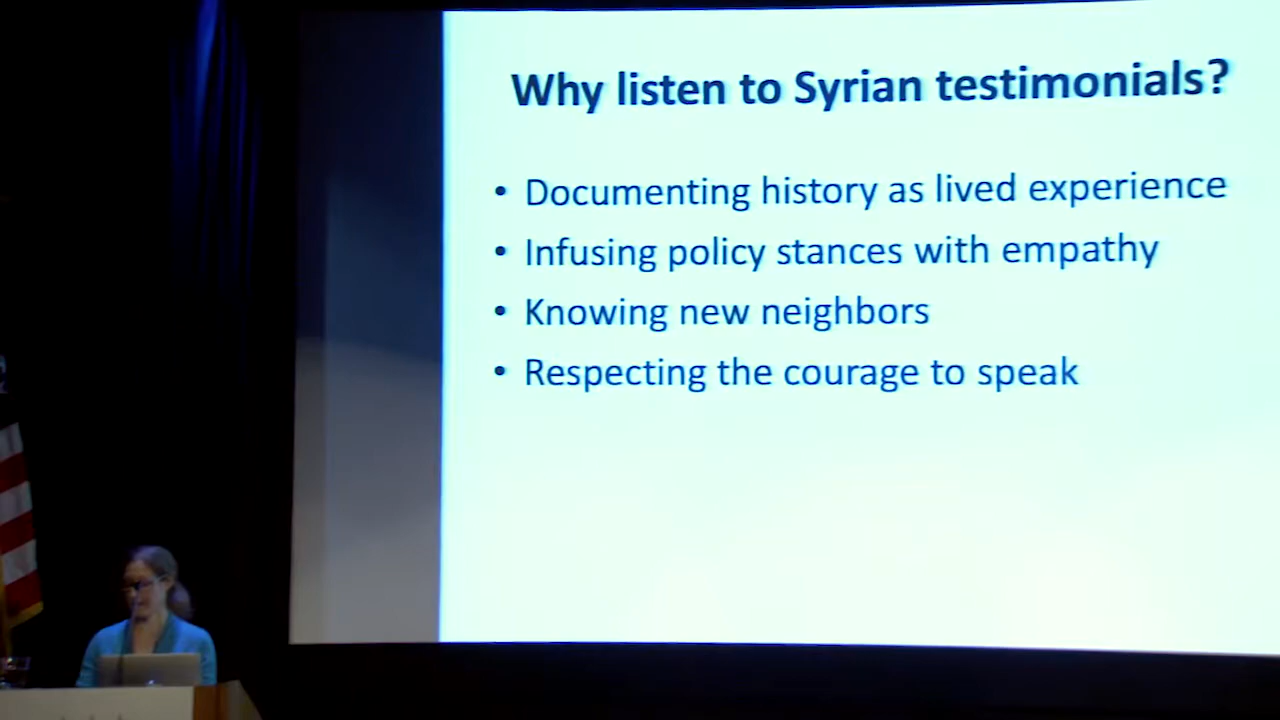 Why listen to Syrian testimonials?
• Documenting history as lived experience
• Infusing policy stances with empathy
• Knowing new neighbors
• Respecting the courage to speak